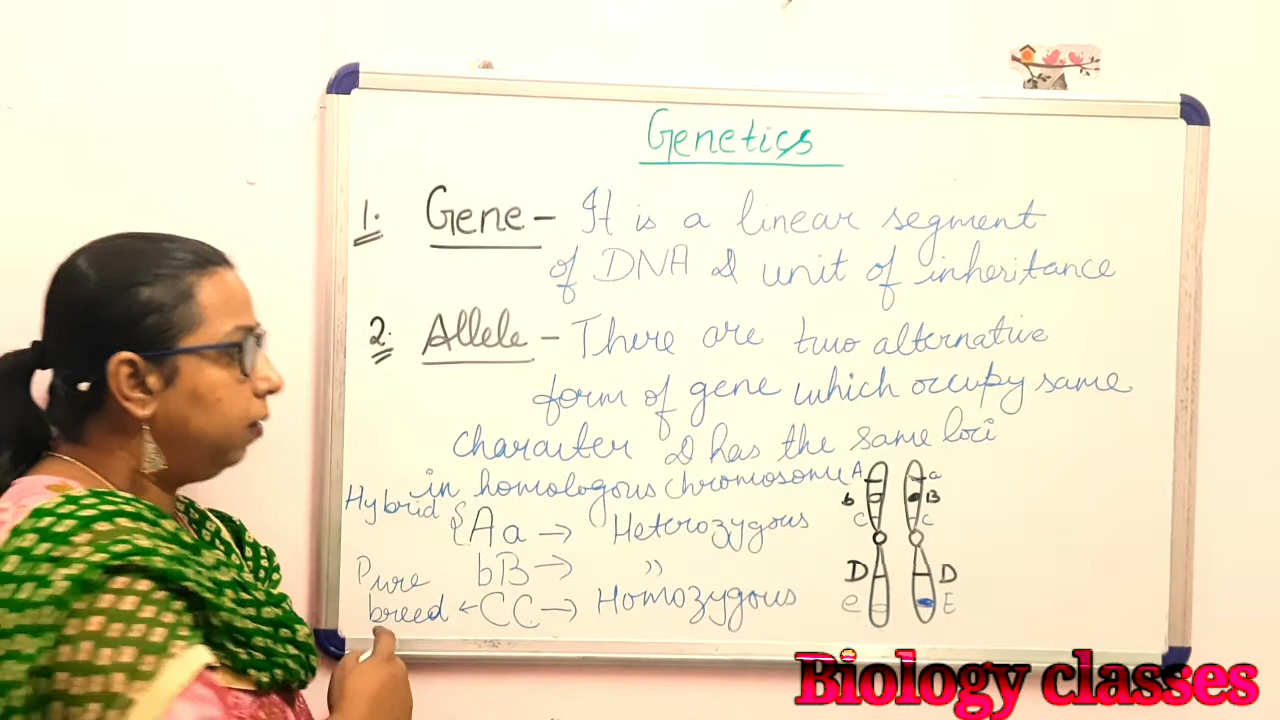 Genetics
1. Gene - It is a linear segment
of DNA & unit of inheritance
2. Allele - There are two alternative
form of gene which occupy same
character & has the same loci
in homologous chromosome
Hybrid { Aa → Heterozygous
bB → "
Pure breed ← CC → Homozygous
A a
b B
C C
D D
e E
Biology classes